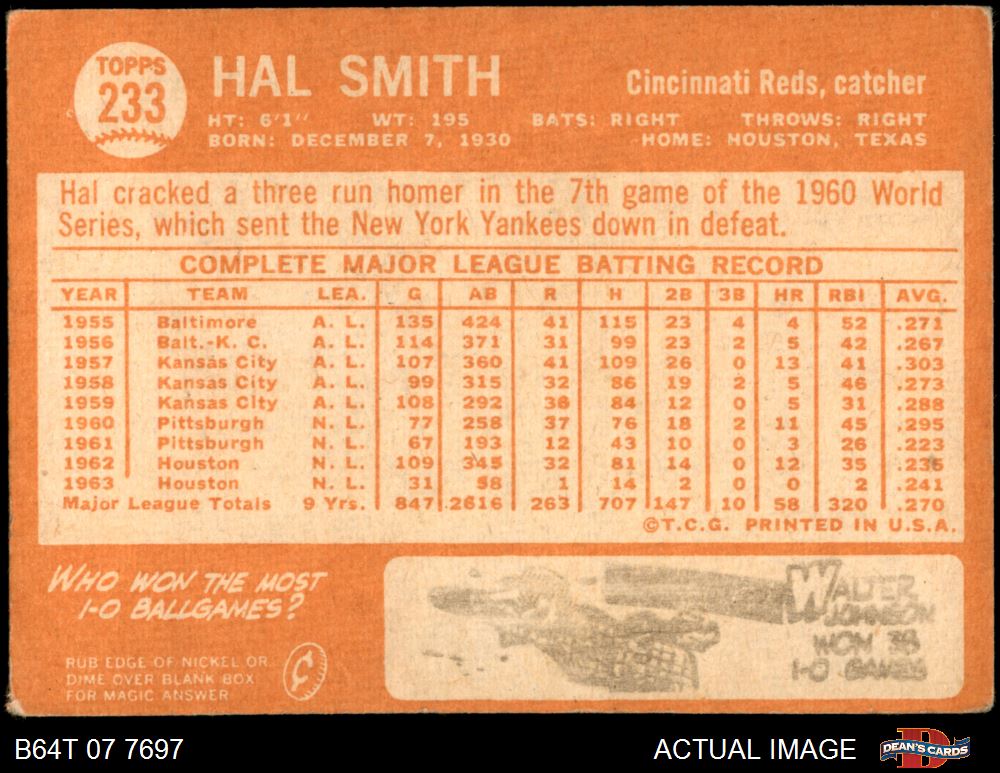 TOPPS
233
HAL SMITH
Cincinnati Reds, catcher
HT: 6'1" WT: 195 BATS: RIGHT THROWS: RIGHT
BORN: DECEMBER 7, 1930 HOME: HOUSTON, TEXAS
Hal cracked a three run homer in the 7th game of the 1960 World
Series, which sent the New York Yankees down in defeat.
COMPLETE MAJOR LEAGUE BATTING RECORD
YEAR TEAM LEA. G AB R H 2B 3B HR RBI AVG.
1955 Baltimore A. L. 135 424 41 115 23 4 4 52 .271
1956 Balt.-K. C. A. L. 114 371 31 99 23 2 5 42 .267
1957 Kansas City A. L. 107 360 41 109 26 0 13 41 .303
1958 Kansas City A. L. 99 315 32 86 19 2 5 46 .273
1959 Kansas City A. L. 108 292 36 84 12 0 5 31 .288
1960 Pittsburgh N. L. 77 258 37 76 18 2 11 45 .295
1961 Pittsburgh N. L. 67 193 12 43 10 0 3 26 .223
1962 Houston N. L. 109 345 32 81 14 0 12 35 .235
1963 Houston N. L. 31 58 1 14 2 0 0 2 .241
Major League Totals 9 Yrs. 847 2616 263 707 147 10 58 320 .270
©T.C.G. PRINTED IN U.S.A.
WHO WON THE MOST
1-0 BALLGAMES?
RUB EDGE OF NICKEL OR
DIME OVER BLANK BOX
FOR MAGIC ANSWER
WALTER
JOHNSON
WON 38
1-0 GAMES
B64T 07 7697 ACTUAL IMAGE DEAN'S CARDS